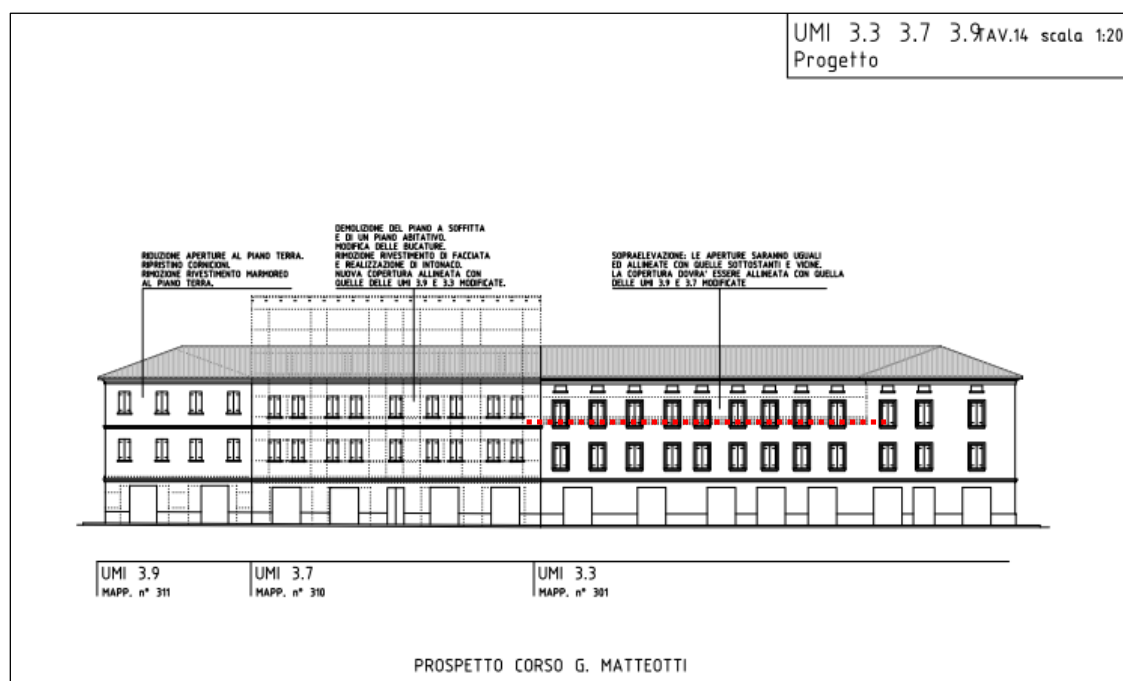 UMI 3.3 3.7 3.9 TAV.14 scala 1:20
Progetto
DEMOLIZIONE DEL PIANO A SOFFITTA
E DI UN PIANO ABITATIVO.
MODIFICA DELLE BUCATURE.
RIMOZIONE RIVESTIMENTO DI FACCIATA
E REALIZZAZIONE DI INTONACO.
NUOVA COPERTURA ALLINEATA CON
QUELLE DELLE UMI 3.9 E 3.3 MODIFICATE.
RIDUZIONE APERTURE AL PIANO TERRA.
RIPRISTINO CORNICIONI.
RIMOZIONE RIVESTIMENTO MARMOREO
AL PIANO TERRA.
SOPRAELEVAZIONE: LE APERTURE SARANNO UGUALI
ED ALLINEATE CON QUELLE SOTTOSTANTI E VICINE.
LA COPERTURA DOVRA' ESSERE ALLINEATA CON QUELLA
DELLE UMI 3.9 E 3.7 MODIFICATE
UMI 3.9
MAPP. n° 311
UMI 3.7
MAPP. n° 310
UMI 3.3
MAPP. n° 301
PROSPETTO CORSO G. MATTEOTTI